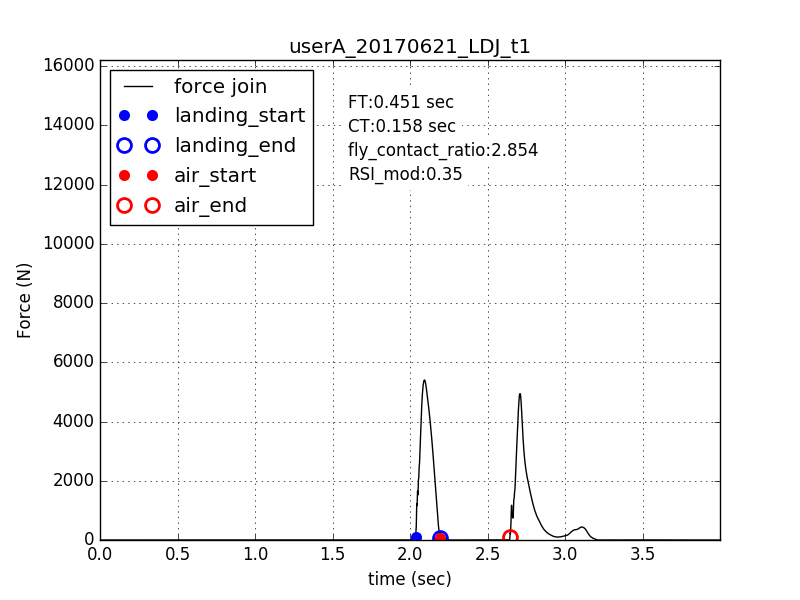 userA_20170621_LDJ_t1
16000
14000
12000
10000
8000
6000
4000
2000
0
Force (N)
force join
landing_start
landing_end
air_start
air_end
FT:0.451 sec
CT:0.158 sec
fly_contact_ratio:2.854
RSI_mod:0.35
0.0 0.5 1.0 1.5 2.0 2.5 3.0 3.5
time (sec)